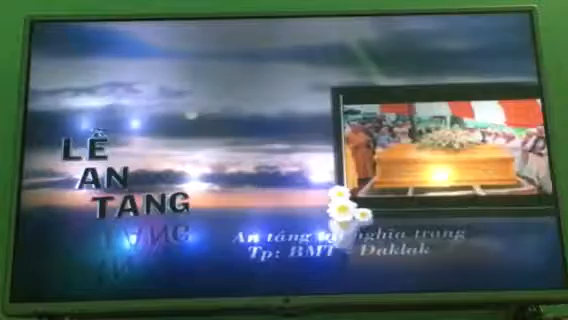 LỄ
AN
TANG
An táng tại nghĩa trang
Tp: BMT - Đaklak